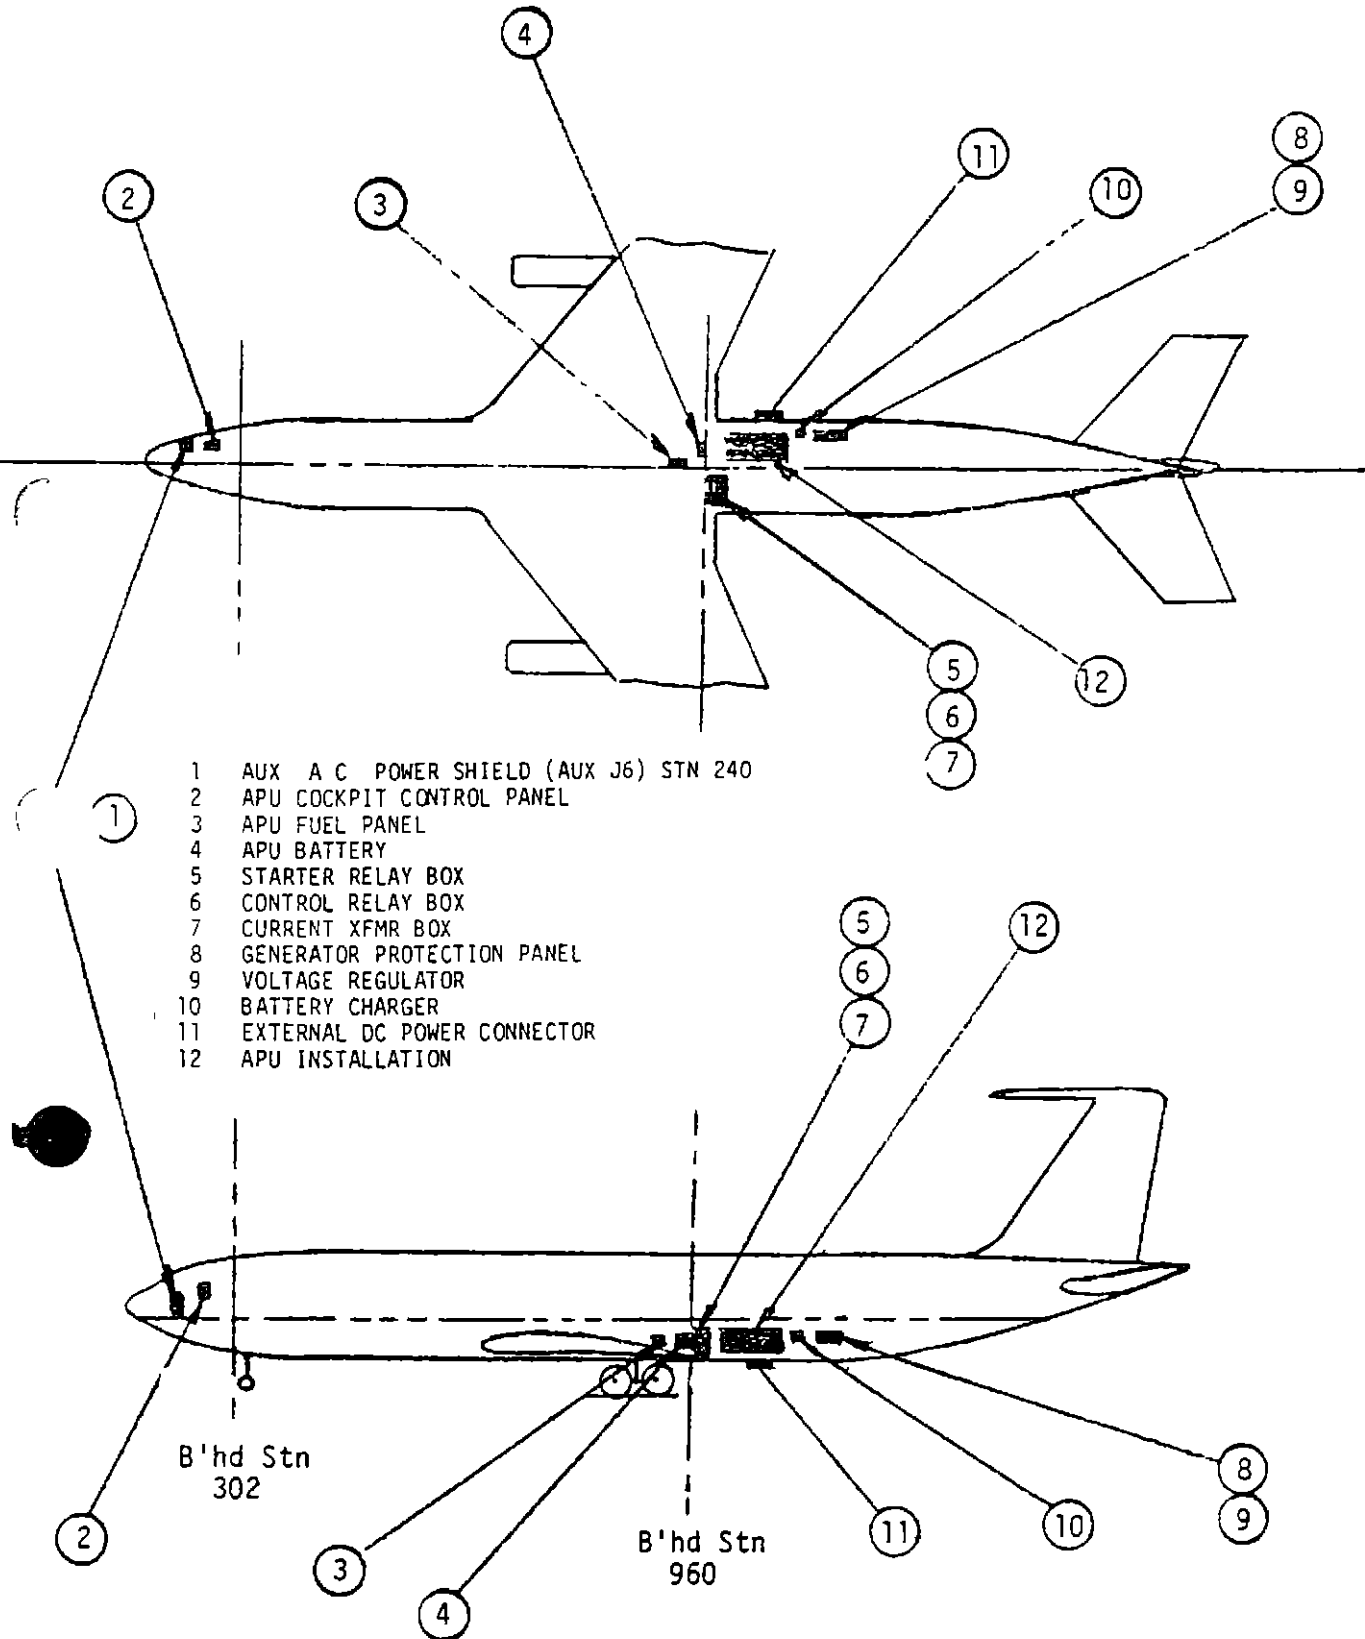 4
11
8
9
10
2
3
5
6
7
12
1 AUX A C POWER SHIELD (AUX J6) STN 240
2 APU COCKPIT CONTROL PANEL
3 APU FUEL PANEL
4 APU BATTERY
5 STARTER RELAY BOX
6 CONTROL RELAY BOX
7 CURRENT XFMR BOX
8 GENERATOR PROTECTION PANEL
9 VOLTAGE REGULATOR
10 BATTERY CHARGER
11 EXTERNAL DC POWER CONNECTOR
12 APU INSTALLATION
1
5
6
7
12
B'hd Stn
302
B'hd Stn
960
2
3
4
11
10
8
9